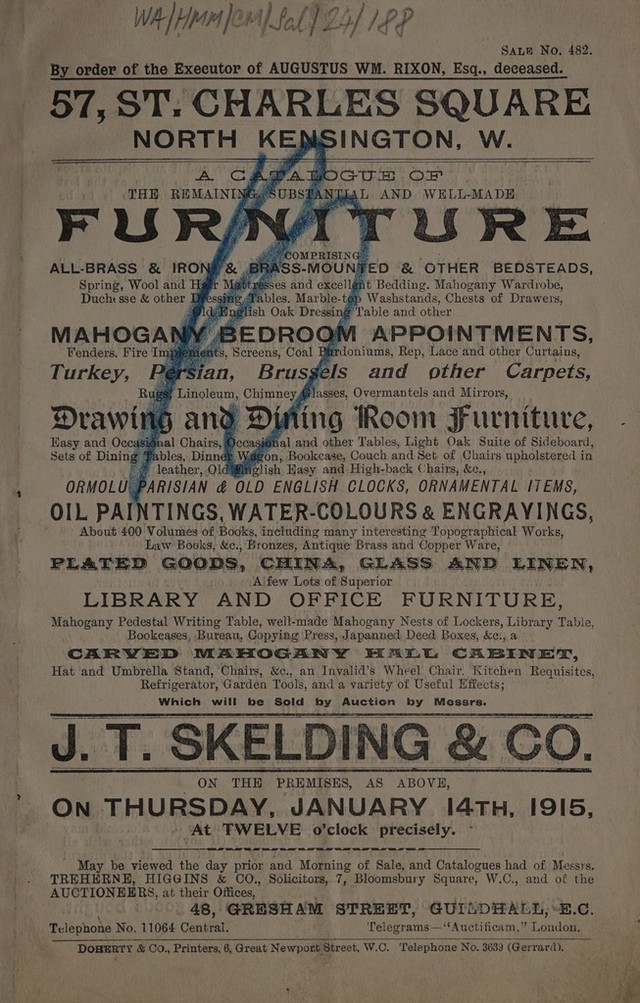 WA/HMM/CM/Sal/24/188
SALE No. 482.
By order of the Executor of AUGUSTUS WM. RIXON, Esq., deceased.
57, ST. CHARLES SQUARE
NORTH KENSINGTON, W.
A CATALOGUE OF
THE REMAINING SUBSTANTIAL AND WELL-MADE
FURNITURE
COMPRISING
ALL-BRASS & IRON & BRASS-MOUNTED & OTHER BEDSTEADS,
Spring, Wool and Hair Mattresses and excellent Bedding. Mahogany Wardrobe,
Duchesse & other Dressing Tables. Marble-top Washstands, Chests of Drawers,
Old English Oak Dressing Table and other
MAHOGANY BEDROOM APPOINTMENTS,
Fenders, Fire Implements, Screens, Coal Purdoniums, Rep, Lace and other Curtains,
Turkey, Persian, Brussels and other Carpets,
Rugs, Linoleum, Chimney Glasses, Overmantels and Mirrors,
Drawing and Dining Room Furniture,
Easy and Occasional Chairs, Occasional and other Tables, Light Oak Suite of Sideboard,
Sets of Dining Tables, Dinner Wagon, Bookcase, Couch and Set of Chairs upholstered in
leather, Old English Easy and High-back Chairs, &c.,
ORMOLU PARISIAN & OLD ENGLISH CLOCKS, ORNAMENTAL ITEMS,
OIL PAINTINGS, WATER-COLOURS & ENGRAVINGS,
About 400 Volumes of Books, including many interesting Topographical Works,
Law Books, &c., Bronzes, Antique Brass and Copper Ware,
PLATED GOODS, CHINA, GLASS AND LINEN,
A few Lots of Superior
LIBRARY AND OFFICE FURNITURE,
Mahogany Pedestal Writing Table, well-made Mahogany Nests of Lockers, Library Table,
Bookcases, Bureau, Copying Press, Japanned Deed Boxes, &c., a
CARVED MAHOGANY HALL CABINET,
Hat and Umbrella Stand, Chairs, &c., an Invalid's Wheel Chair. Kitchen Requisites,
Refrigerator, Garden Tools, and a variety of Useful Effects;
Which will be Sold by Auction by Messrs.
J. T. SKELDING & CO.
ON THE PREMISES, AS ABOVE,
ON THURSDAY, JANUARY 14TH, 1915,
At TWELVE o'clock precisely.
May be viewed the day prior and Morning of Sale, and Catalogues had of Messrs.
TREHERNE, HIGGINS & CO., Solicitors, 7, Bloomsbury Square, W.C., and of the
AUCTIONEERS, at their Offices,
48, GRESHAM STREET, GUILDHALL, E.C.
Telephone No. 11064 Central. Telegrams—"Auctificam," London.
DOHERTY & CO., Printers, 6, Great Newport Street, W.C. Telephone No. 3639 (Gerrard).